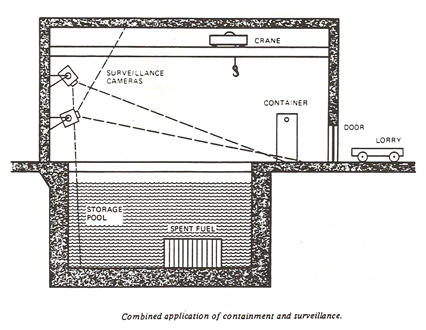 CRANE
SURVEILLANCE
CAMERAS
CONTAINER
DOOR
LORRY
STORAGE
POOL
SPENT FUEL
Combined application of containment and surveillance.